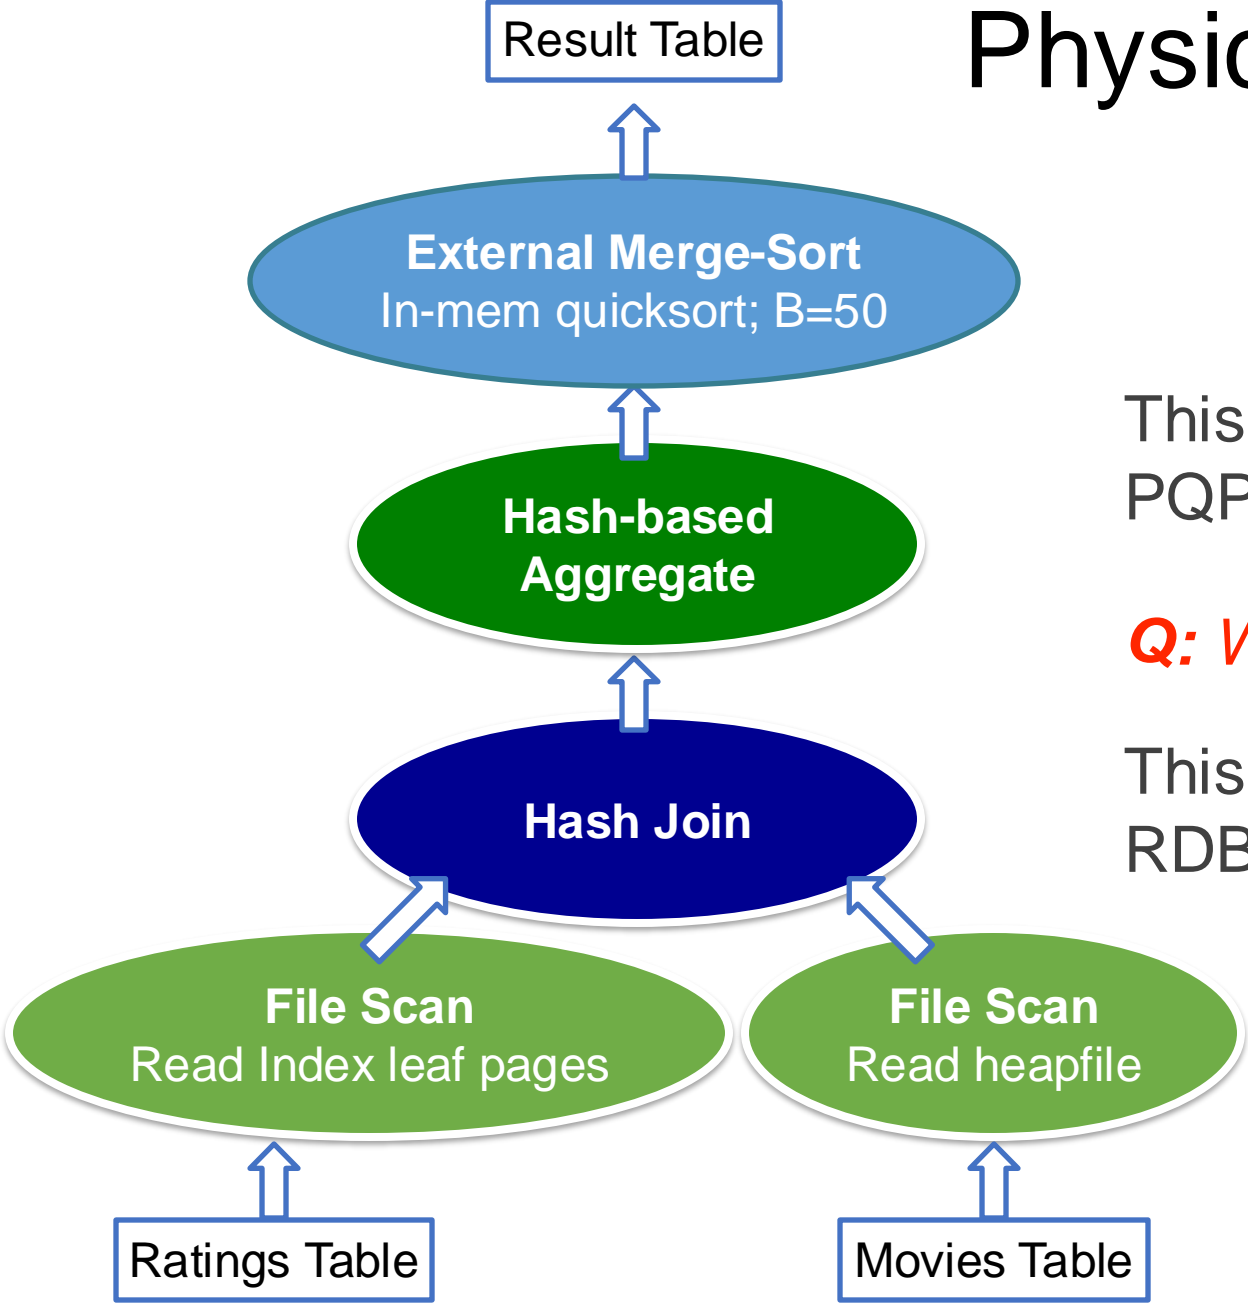 Result Table
Physic
External Merge-Sort
In-mem quicksort; B=50
This
PQP
Hash-based
Aggregate
Q:
This
Hash Join
RDB
File Scan
Read Index leaf pages
File Scan
Read heapfile
Ratings Table
Movies Table